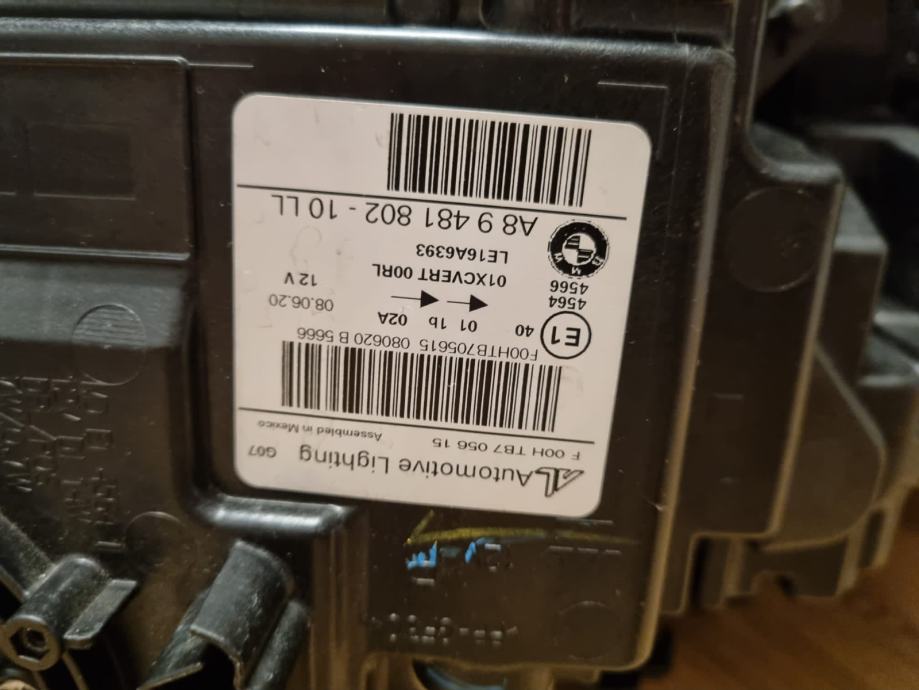 Automotive Lighting G07
F 00H TB7 056 15 Assembled in Mexico
F00HTB705615 080620 B 5666
E1 40 01 1b 02A 08.06.20
4564
4566
01XCVERT 00RL 12 V
LE16A6393
BMW
A8 9 481 802 - 10 LL